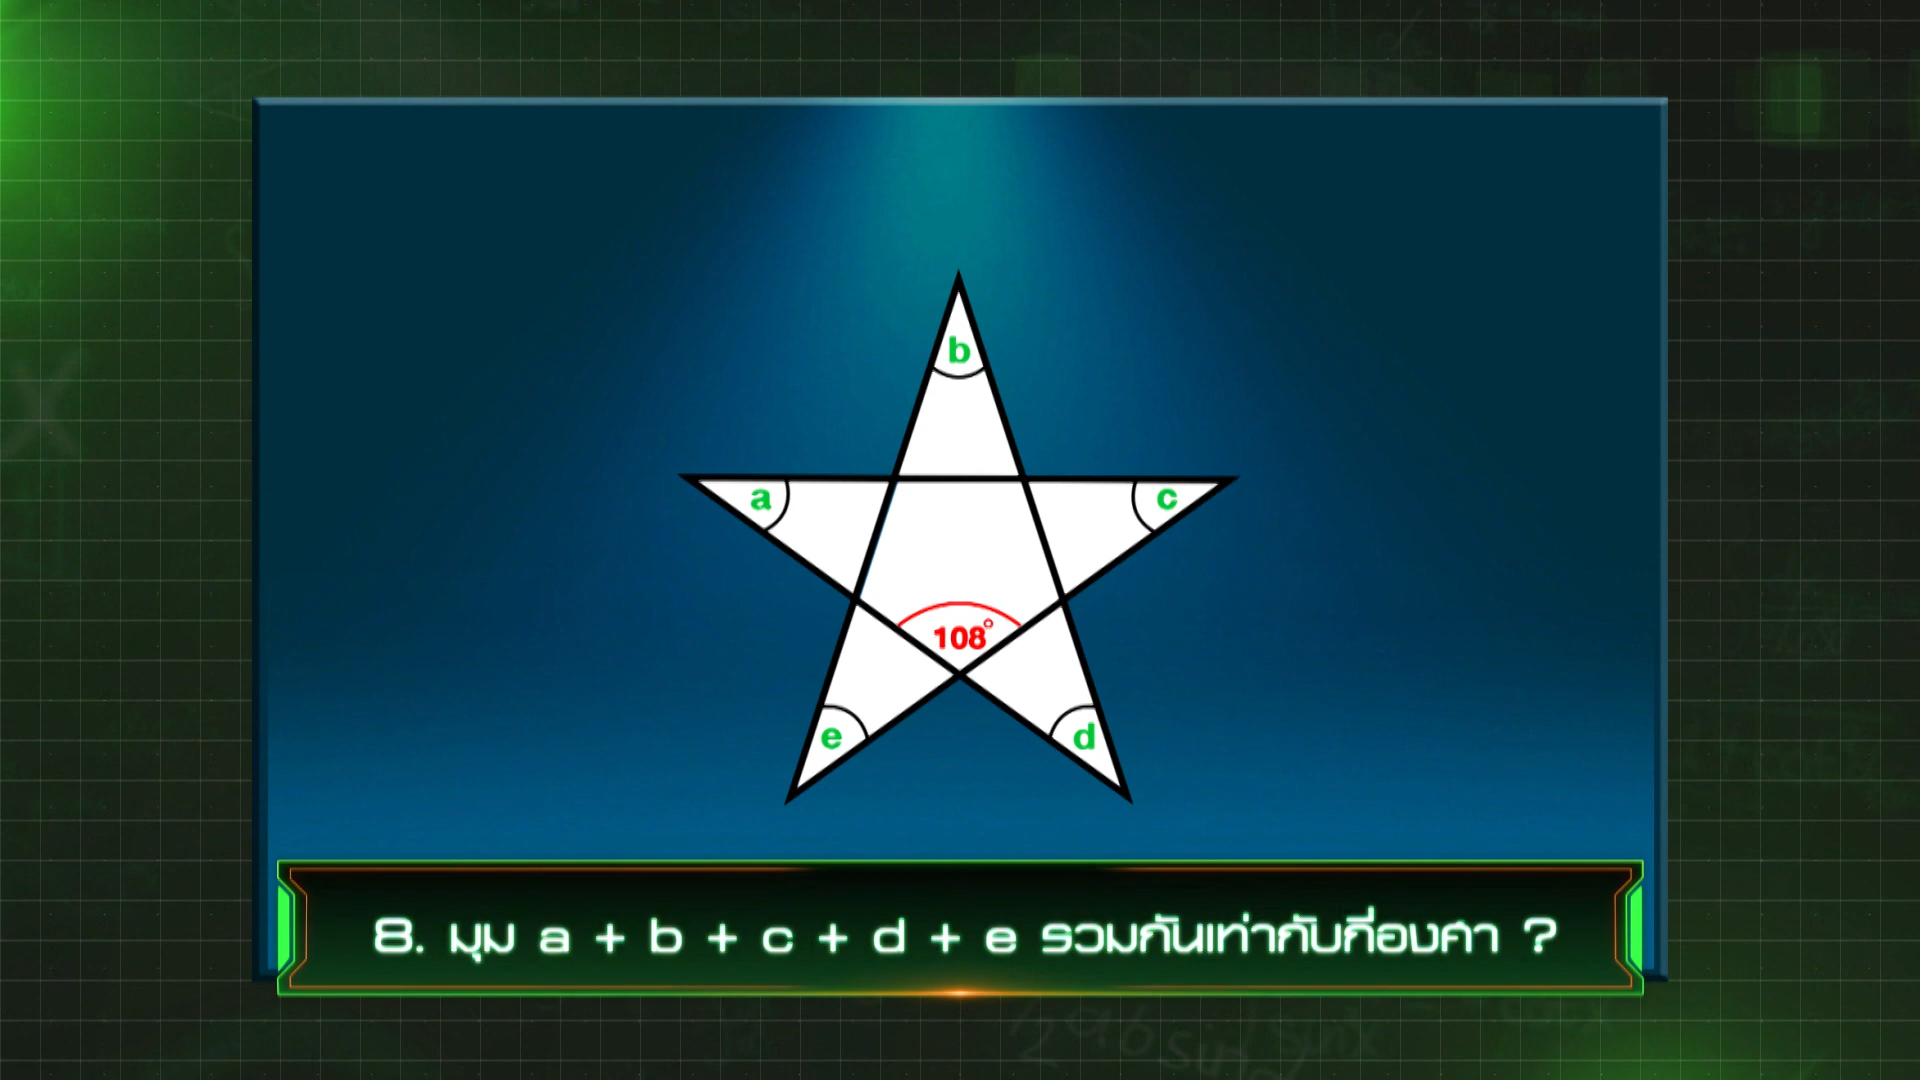 b
a
c
108°
e
d
8. มุม a + b + c + d + e รวมกันเท่ากับกี่องศา ?